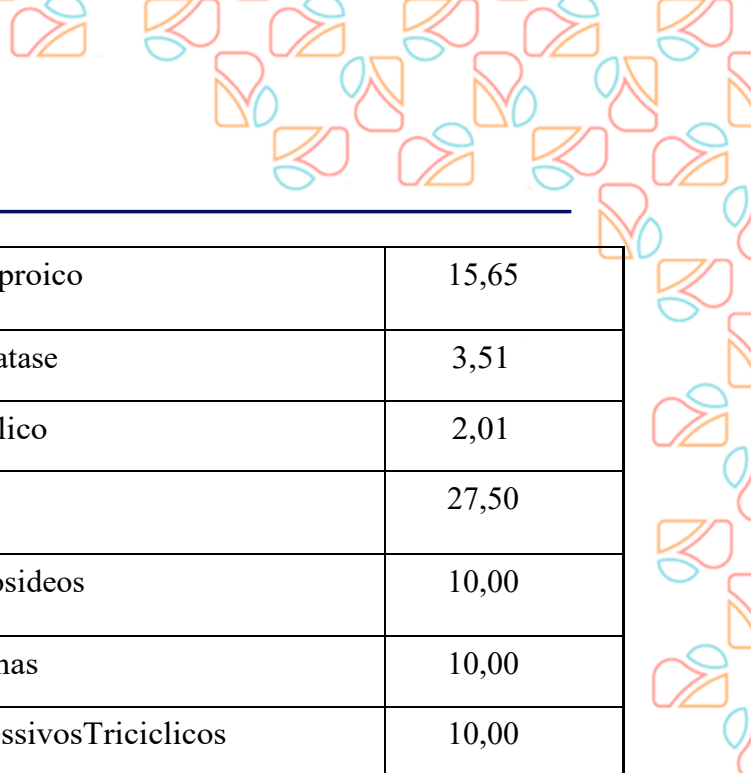 proico 15,65
atase 3,51
lico 2,01
27,50
osideos 10,00
nas 10,00
ssivosTriciclicos 10,00